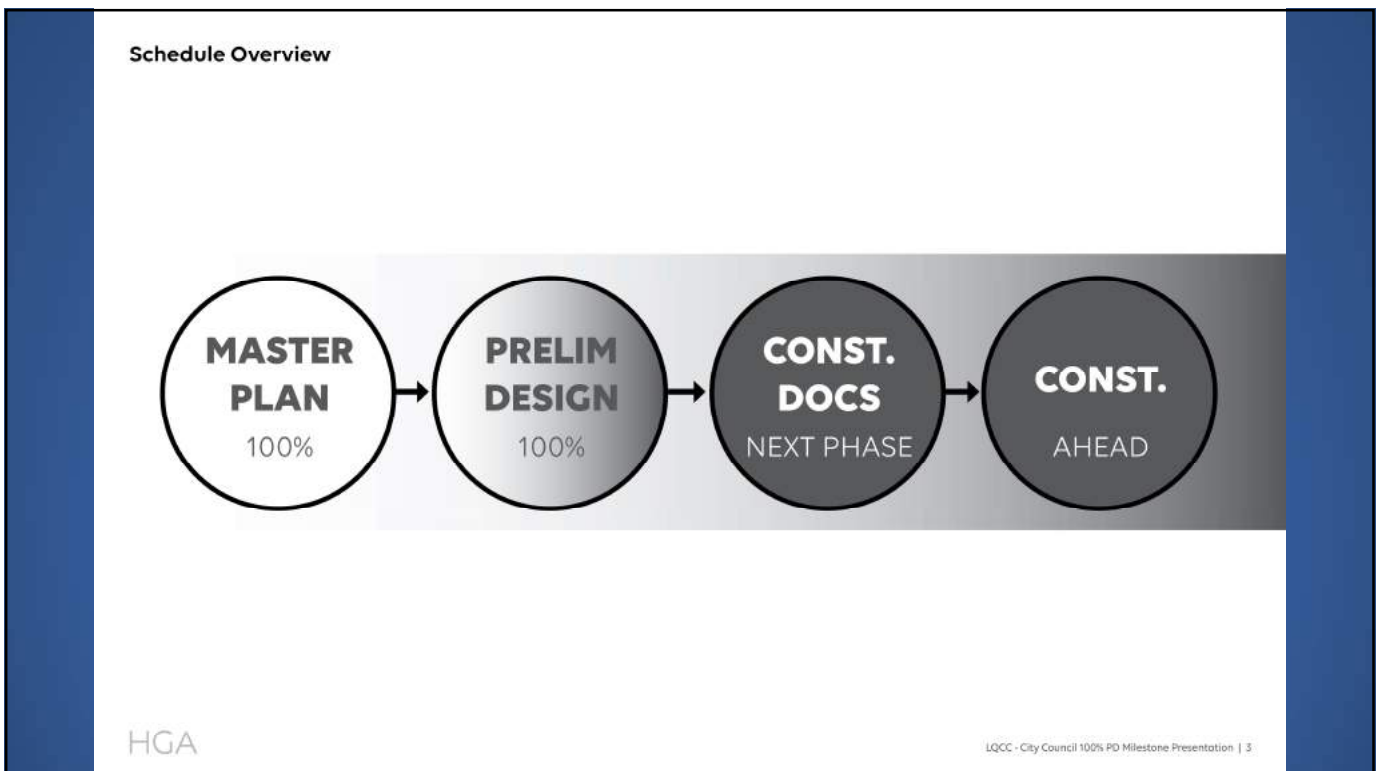 Schedule Overview
MASTER
PLAN
100%
PRELIM
DESIGN
100%
CONST.
DOCS
NEXT PHASE
CONST.
AHEAD
HGA
LQCC - City Council 100% PD Milestone Presentation | 3